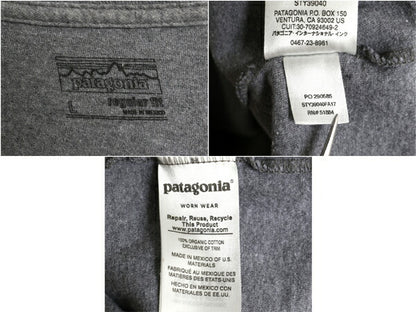 patagonia
regular fit
L
MADE IN MEXICO
STY39040
PATAGONIA P.O. BOX 150
VENTURA, CA 93002 US
CUIT:30-70924649-2
パタゴニア・インターナショナル・インク
0467-23-8961
PO 290585
STY39040FA17
RN# 51884
patagonia®
WORN WEAR
Repair, Reuse, Recycle
This Product
www.patagonia.com
100% ORGANIC COTTON
EXCLUSIVE OF TRIM
MADE IN MEXICO OF U.S.
MATERIALS
FABRIQUÉ AU MEXIQUE DES
MATIÈRES DES É-U
HECHO EN MÉXICO CON
MATERIALES DE EE.UU.